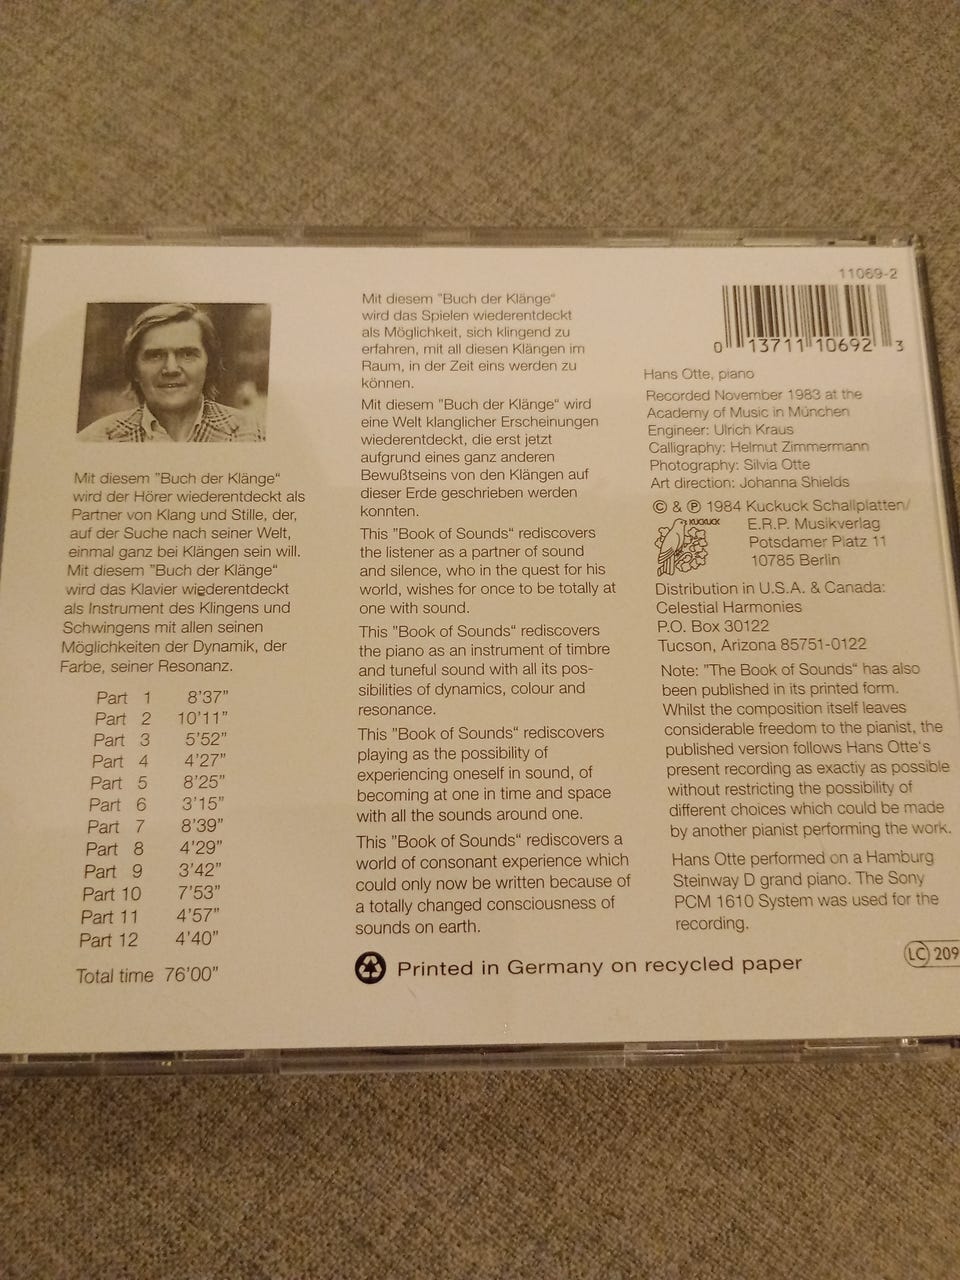 Mit diesem "Buch der Klänge“
wird der Hörer wiederentdeckt als
Partner von Klang und Stille, der,
auf der Suche nach seiner Welt,
einmal ganz bei Klängen sein will.
Mit diesem "Buch der Klänge“
wird das Klavier wiederentdeckt
als Instrument des Klingens und
Schwingens mit allen seinen
Möglichkeiten der Dynamik, der
Farbe, seiner Resonanz.
Part 1 8'37”
Part 2 10'11”
Part 3 5'52”
Part 4 4'27”
Part 5 8'25”
Part 6 3'15”
Part 7 8'39”
Part 8 4'29”
Part 9 3'42”
Part 10 7'53”
Part 11 4'57”
Part 12 4'40”
Total time 76'00”
Mit diesem "Buch der Klänge“
wird das Spielen wiederentdeckt
als Möglichkeit, sich klingend zu
erfahren, mit all diesen Klängen im
Raum, in der Zeit eins werden zu
können.
Mit diesem "Buch der Klänge“ wird
eine Welt klanglicher Erscheinungen
wiederentdeckt, die erst jetzt
aufgrund eines ganz anderen
Bewußtseins von den Klängen auf
dieser Erde geschrieben werden
konnten.
This "Book of Sounds“ rediscovers
the listener as a partner of sound
and silence, who in the quest for his
world, wishes for once to be totally at
one with sound.
This "Book of Sounds“ rediscovers
the piano as an instrument of timbre
and tuneful sound with all its pos-
sibilities of dynamics, colour and
resonance.
This "Book of Sounds“ rediscovers
playing as the possibility of
experiencing oneself in sound, of
becoming at one in time and space
with all the sounds around one.
This "Book of Sounds“ rediscovers a
world of consonant experience which
could only now be written because of
a totally changed consciousness of
sounds on earth.
Printed in Germany on recycled paper
11069-2
0 13711 10692 3
Hans Otte, piano
Recorded November 1983 at the
Academy of Music in München
Engineer: Ulrich Kraus
Calligraphy: Helmut Zimmermann
Photography: Silvia Otte
Art direction: Johanna Shields
© & ℗ 1984 Kuckuck Schallplatten/
KUCKUCK
E.R.P. Musikverlag
Potsdamer Platz 11
10785 Berlin
Distribution in U.S.A. & Canada:
Celestial Harmonies
P.O. Box 30122
Tucson, Arizona 85751-0122
Note: "The Book of Sounds“ has also
been published in its printed form.
Whilst the composition itself leaves
considerable freedom to the pianist, the
published version follows Hans Otte's
present recording as exactly as possible
without restricting the possibility of
different choices which could be made
by another pianist performing the work.
Hans Otte performed on a Hamburg
Steinway D grand piano. The Sony
PCM 1610 System was used for the
recording.
LC 209